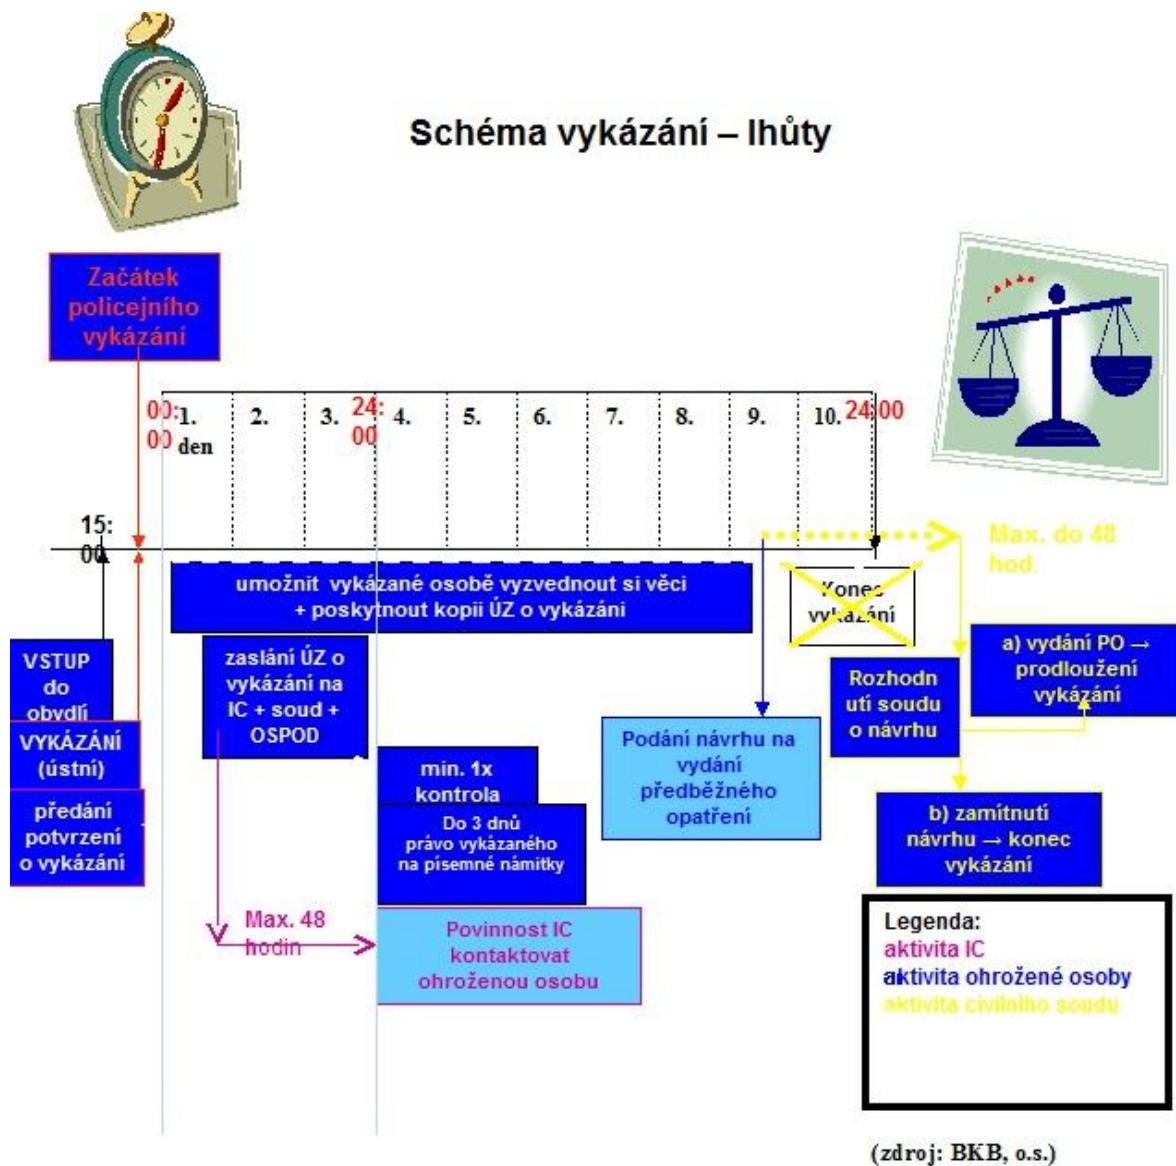 Schéma vykázání – lhůty
Začátek
policejního
vykázání
00:
00
1.
den
2.
3.
24:
00
4.
5.
6.
7.
8.
9.
10.
24:00
15:
00
Max. do 48
hod
umožnit vykázané osobě vyzvednout si věci
+ poskytnout kopii ÚZ o vykázáni
Konec
vykázání
VSTUP
do
obydlí
VYKÁZÁNÍ
(ústní)
předání
potvrzení
o vykázání
zaslání ÚZ o
vykázání na
IC + soud +
OSPOD
min. 1x
kontrola
Do 3 dnů
právo vykázaného
na písemné námitky
Max. 48
hodin
Povinnost IC
kontaktovat
ohroženou osobu
Podání návrhu na
vydání
předběžného
opatření
Rozhodn
utí soudu
o návrhu
a) vydání PO →
prodloužení
vykázání
b) zamítnutí
návrhu → konec
vykázání
Legenda:
aktivita IC
aktivita ohrožené osoby
aktivita civilního soudu
(zdroj: BKB, o.s.)